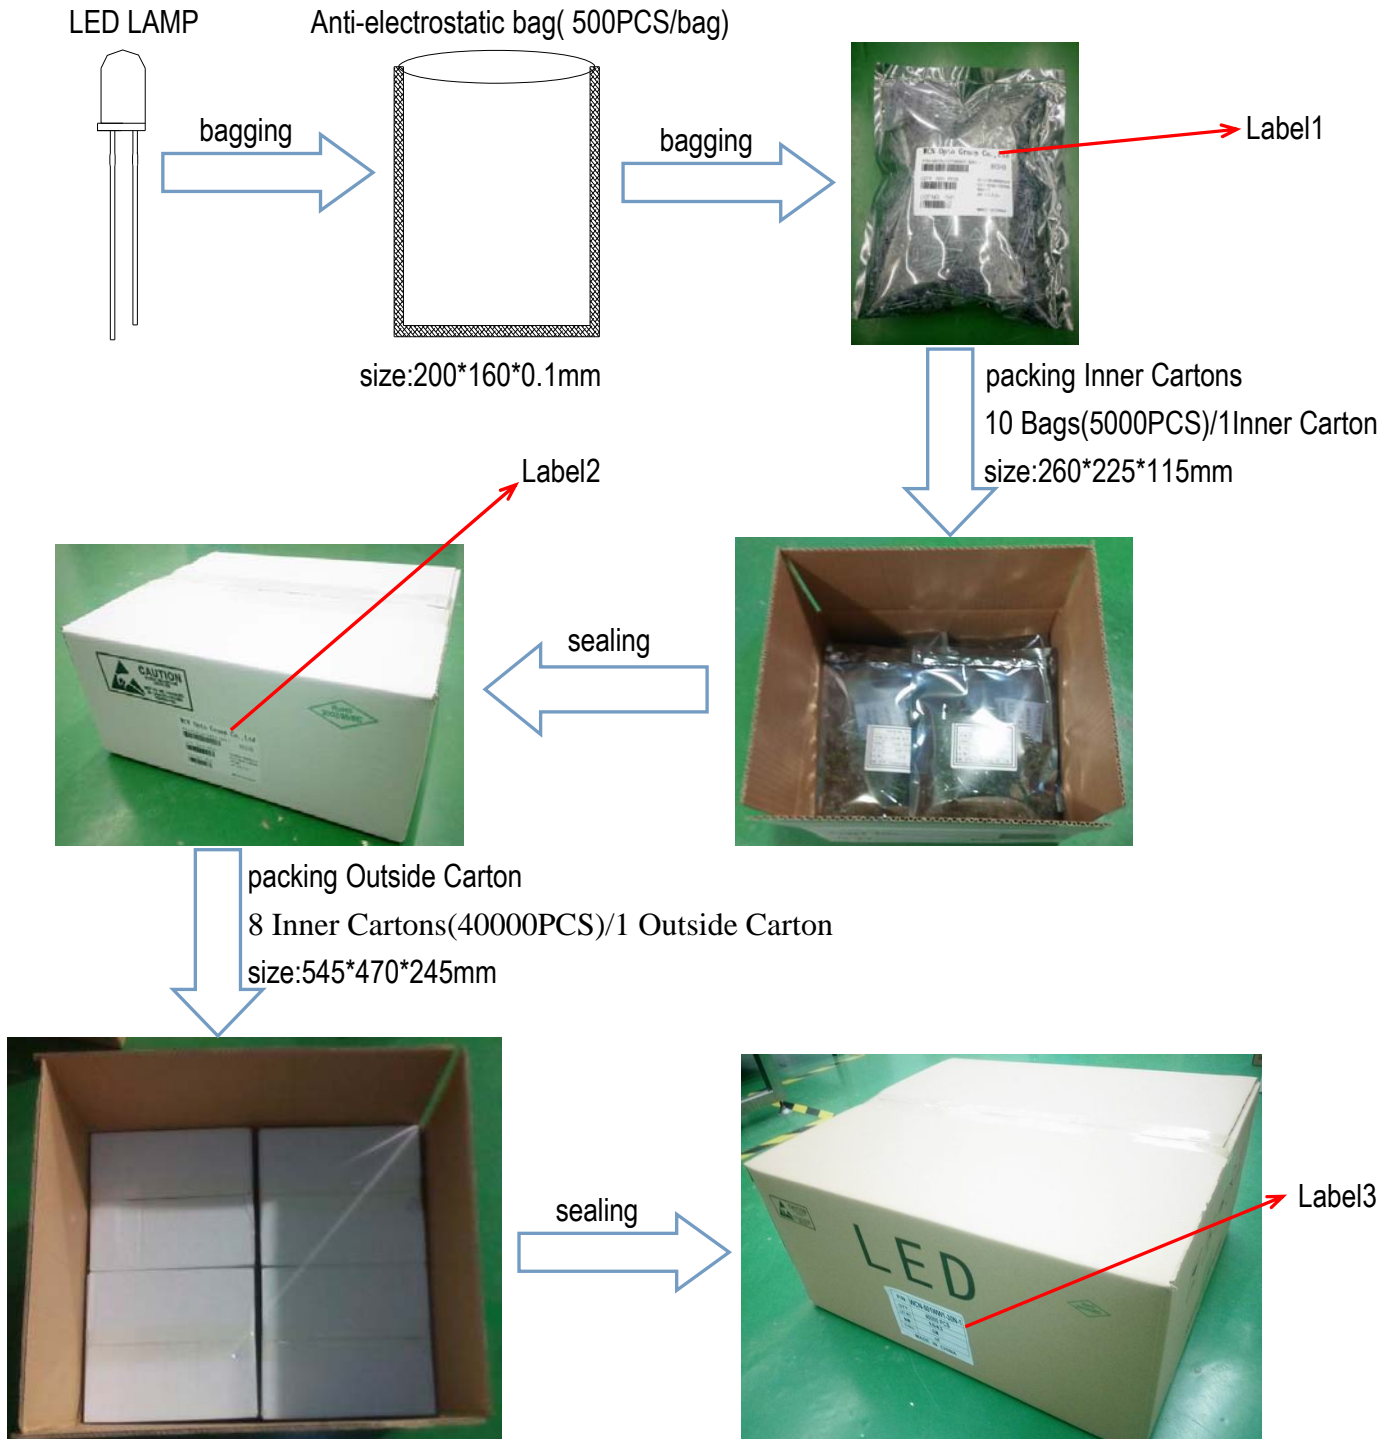 LED LAMP
Anti-electrostatic bag( 500PCS/bag)
bagging
bagging
Label1
size:200*160*0.1mm
packing Inner Cartons
10 Bags(5000PCS)/1Inner Carton
size:260*225*115mm
Label2
sealing
CAUTION
packing Outside Carton
8 Inner Cartons(40000PCS)/1 Outside Carton
size:545*470*245mm
sealing
Label3
LED